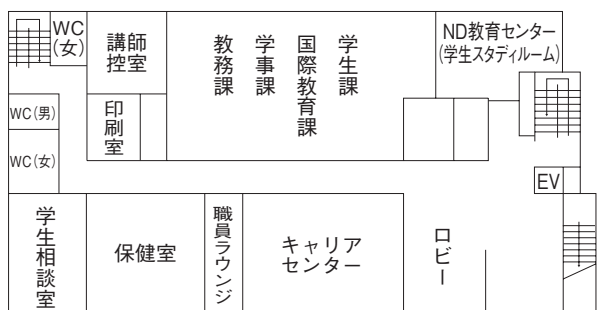 WC
(女)
講師
控室
教務課
学事課
国際教育課
学生課
ND教育センター
(学生スタディルーム)
WC(男)
印刷室
WC(女)
EV
学生相談室
保健室
職員ラウンジ
キャリア
センター
ロビー